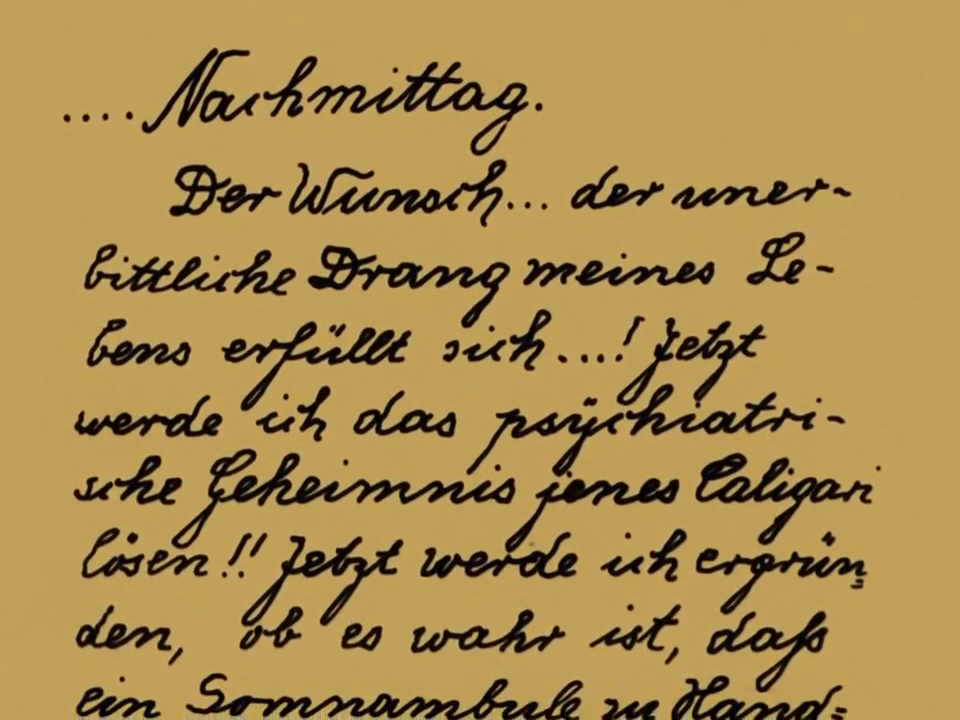 .... Nachmittag.
Der Wunsch... der uner-
bittliche Drang meines Le-
bens erfüllt sich...! Jetzt
werde ich das psÿchiatri-
sche Geheimnis jenes Caligari
lösen!! Jetzt werde ich ergrün=
den, ob es wahr ist, daß
ein Somnambule zu Hand=